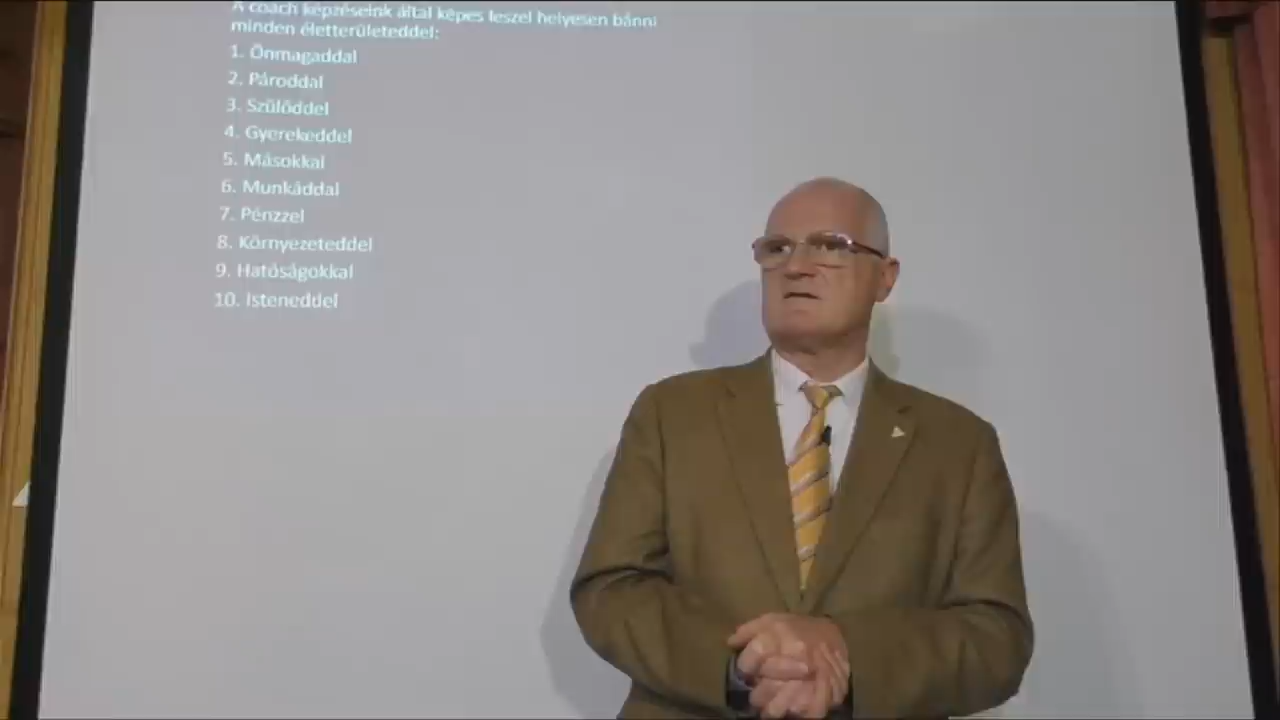 A coach képzéseink által képes leszel helyesen bánni
minden életterületeddel:
1. Önmagaddal
2. Pároddal
3. Szülőddel
4. Gyerekeddel
5. Másokkal
6. Munkáddal
7. Pénzzel
8. Környezeteddel
9. Hatóságokkal
10. Isteneddel